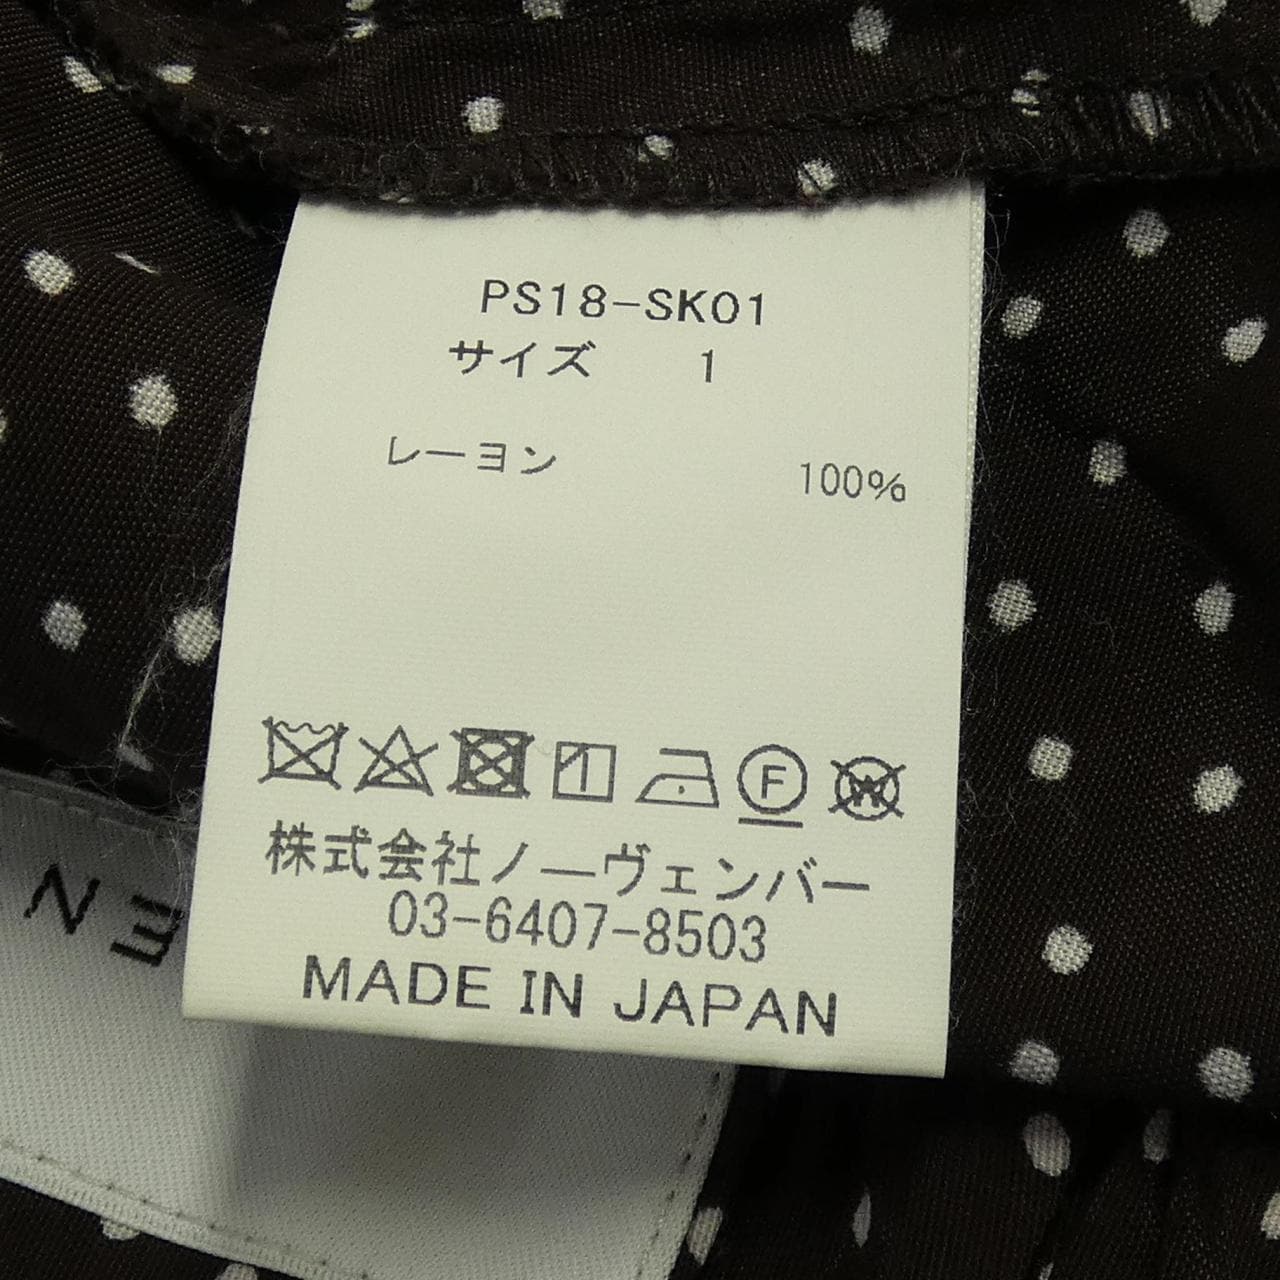 PS18-SK01
サイズ 1
レーヨン 100%
F W
株式会社ノーヴェンバー
03-6407-8503
MADE IN JAPAN